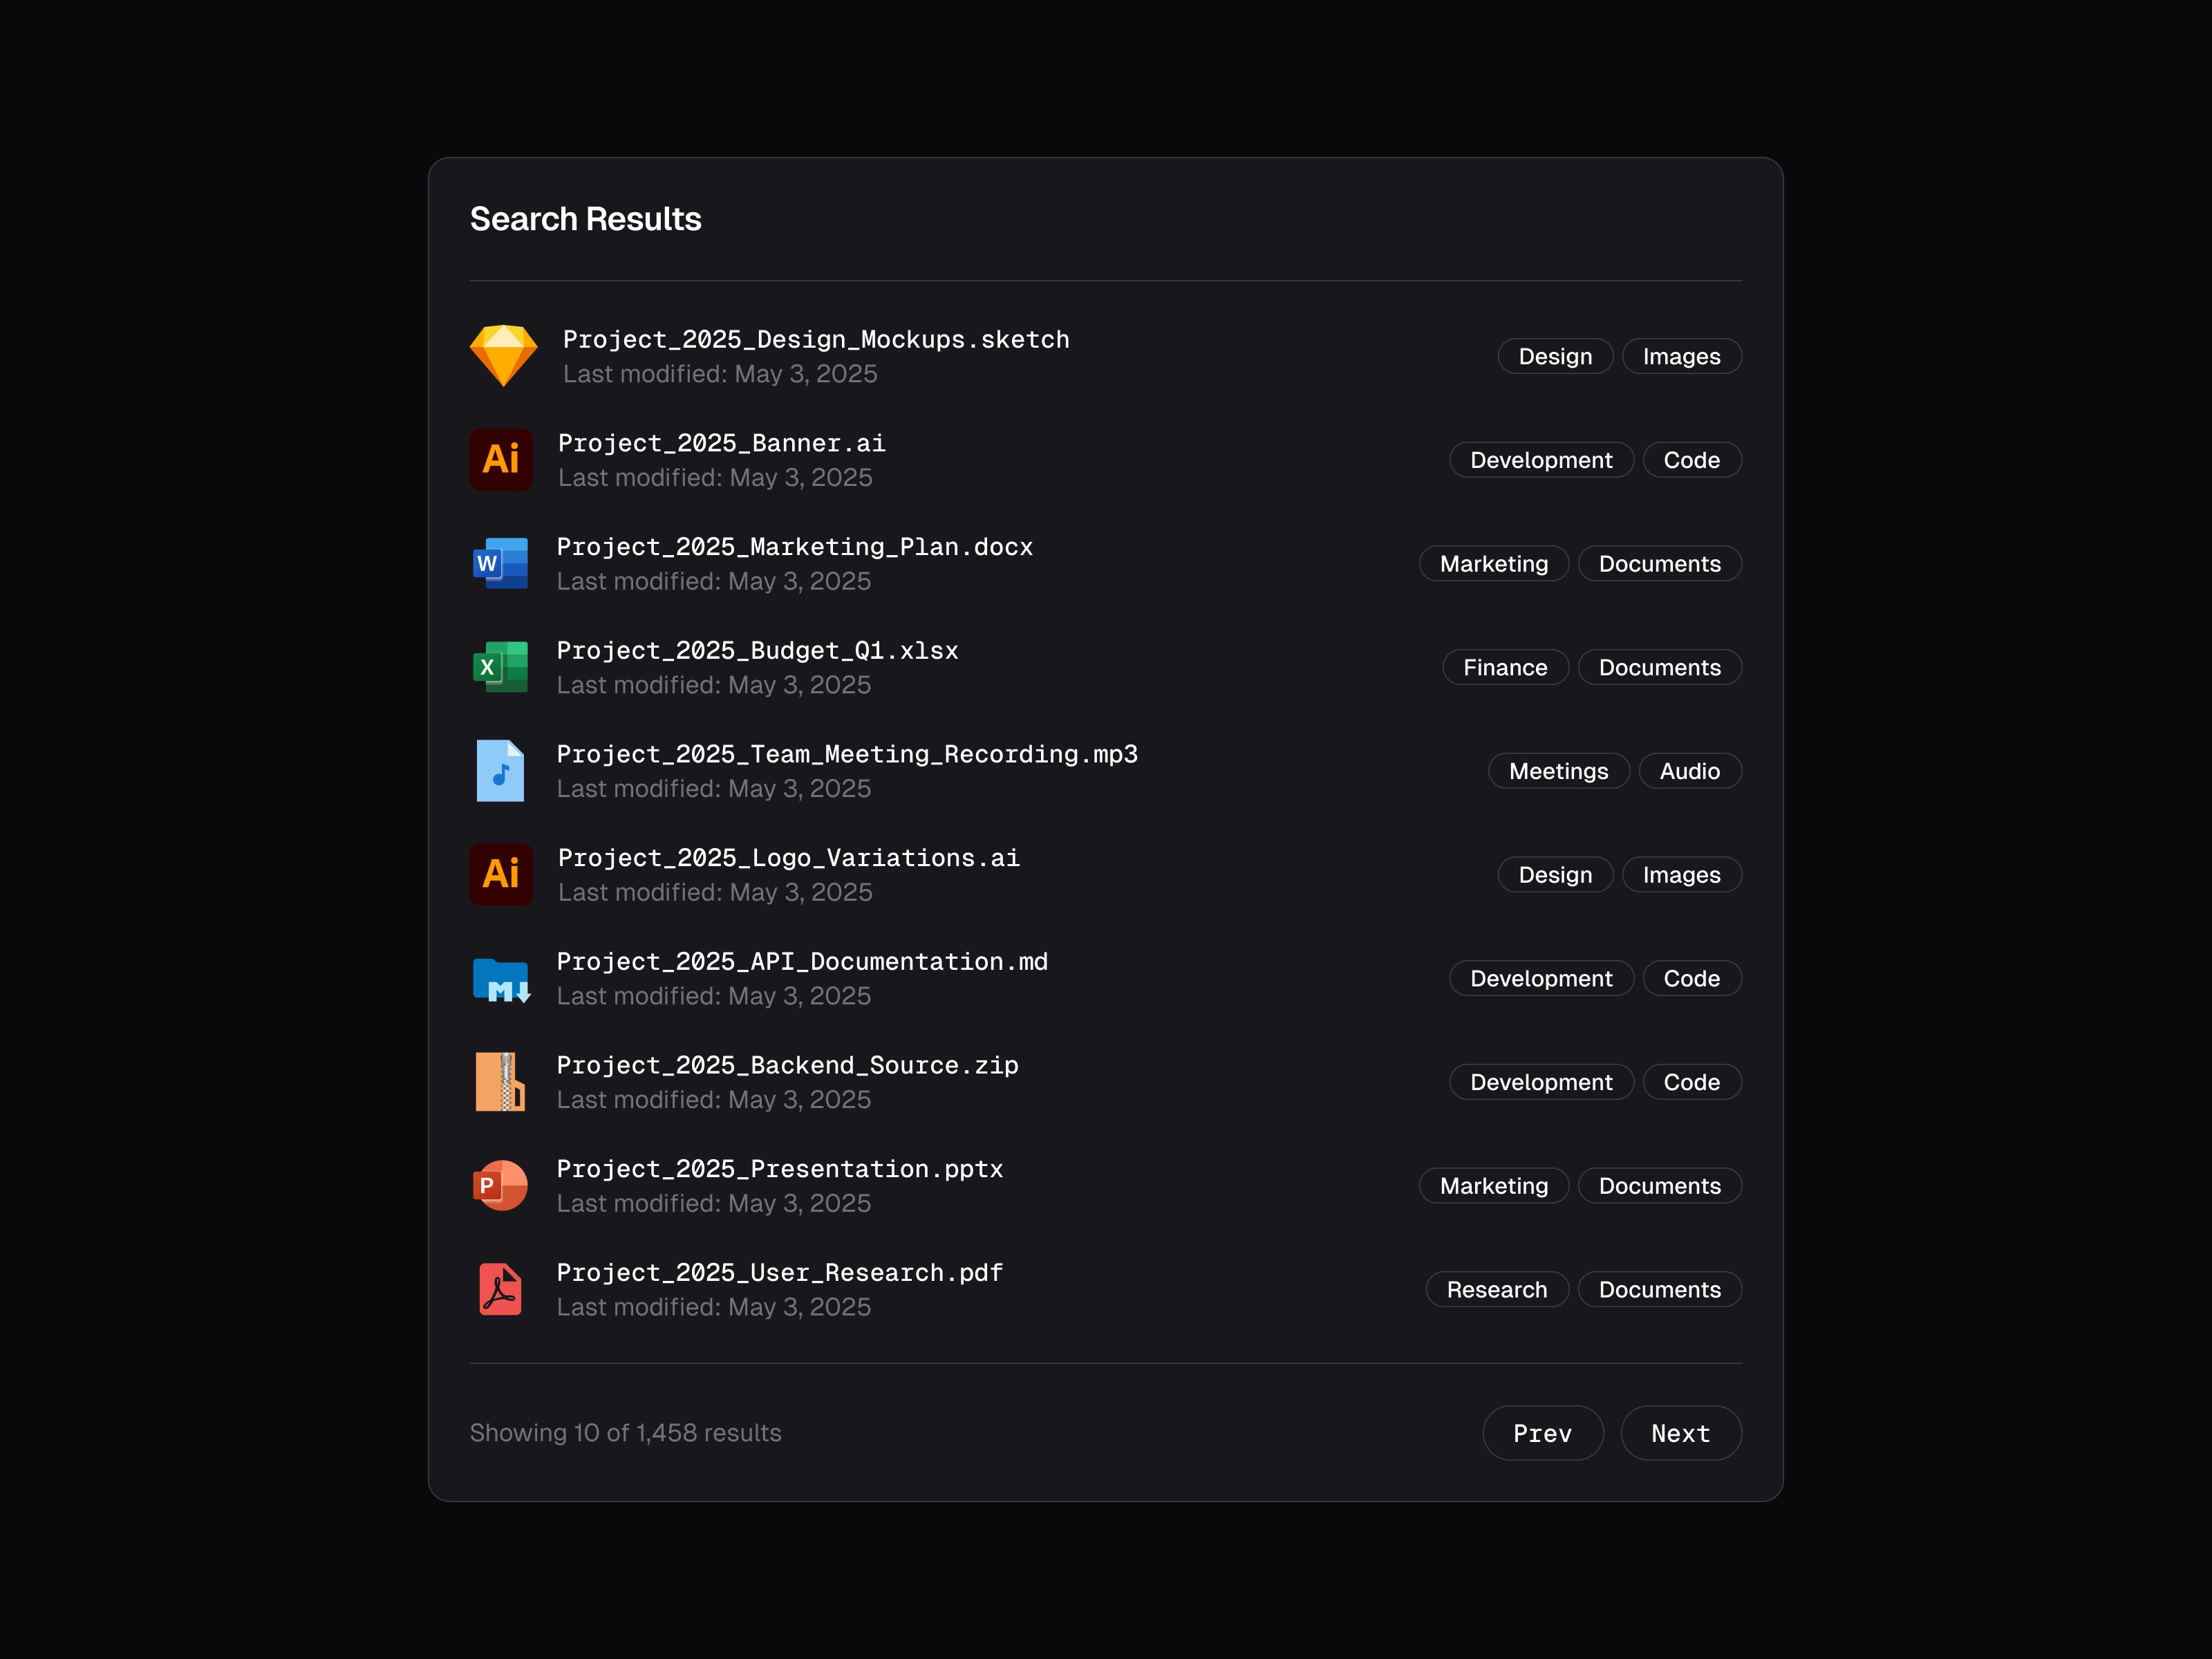 Search Results
Project_2025_Design_Mockups.sketch
Last modified: May 3, 2025
Design Images
Ai
Project_2025_Banner.ai
Last modified: May 3, 2025
Development Code
W
Project_2025_Marketing_Plan.docx
Last modified: May 3, 2025
Marketing Documents
X
Project_2025_Budget_Q1.xlsx
Last modified: May 3, 2025
Finance Documents
Project_2025_Team_Meeting_Recording.mp3
Last modified: May 3, 2025
Meetings Audio
Ai
Project_2025_Logo_Variations.ai
Last modified: May 3, 2025
Design Images
M
Project_2025_API_Documentation.md
Last modified: May 3, 2025
Development Code
Project_2025_Backend_Source.zip
Last modified: May 3, 2025
Development Code
P
Project_2025_Presentation.pptx
Last modified: May 3, 2025
Marketing Documents
Project_2025_User_Research.pdf
Last modified: May 3, 2025
Research Documents
Showing 10 of 1,458 results
Prev Next